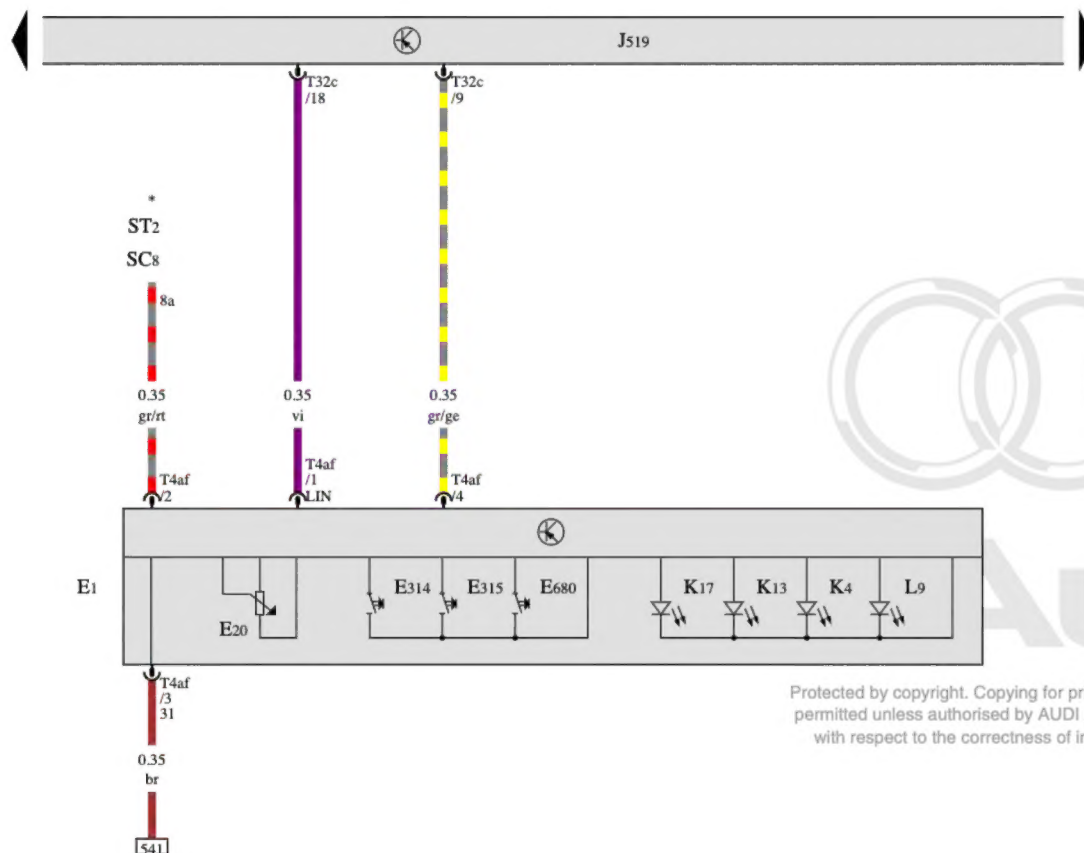 J519
T32c
/18
T32c
/9
*
ST2
SC8
8a
0.35
gr/rt
0.35
vi
0.35
gr/ge
T4af
/2
T4af
/1
LIN
T4af
/4
E1
E20
E314
E315
E680
K17
K13
K4
L9
T4af
/3
31
0.35
br
541
Protected by copyright. Copying for
permitted unless authorised by AUDI
with respect to the correctness of